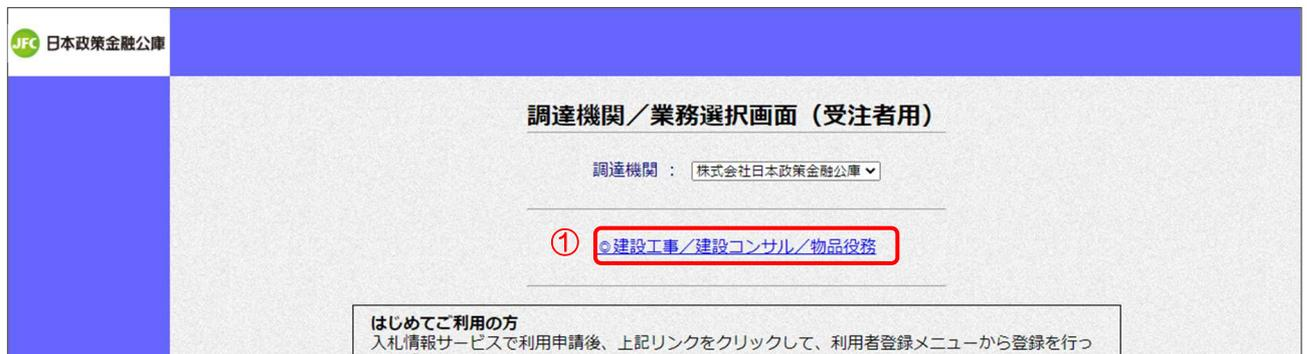 JFC 日本政策金融公庫
調達機関／業務選択画面（受注者用）
調達機関 ： 株式会社日本政策金融公庫
① ◎建設工事／建設コンサル／物品役務
はじめてご利用の方
入札情報サービスで利用申請後、上記リンクをクリックして、利用者登録メニューから登録を行っ